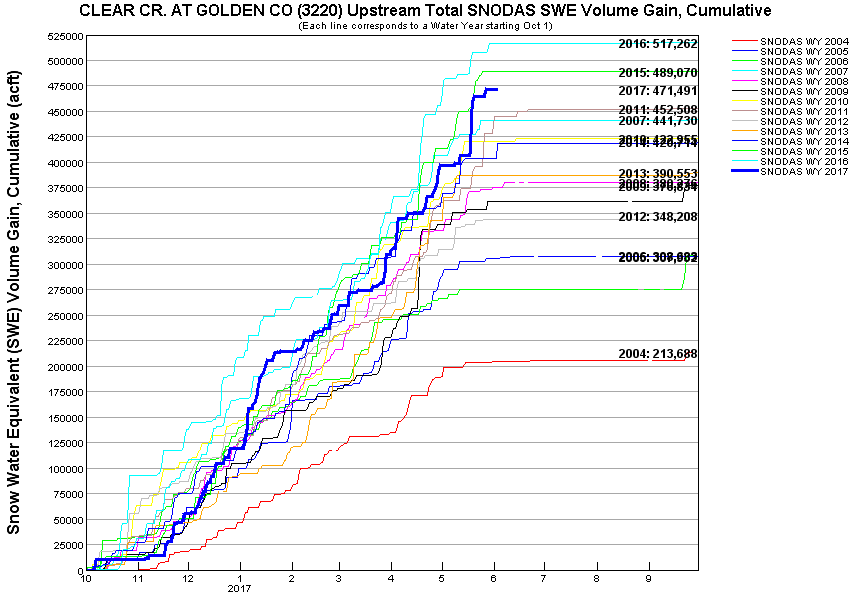 CLEAR CR. AT GOLDEN CO (3220) Upstream Total SNODAS SWE Volume Gain, Cumulative
(Each line corresponds to a Water Year starting Oct 1)
Snow Water Equivalent (SWE) Volume Gain, Cumulative (acft)
525000
500000
475000
450000
425000
400000
375000
350000
325000
300000
275000
250000
225000
200000
175000
150000
125000
100000
75000
50000
25000
0
2016: 517,262
2015: 489,070
2017: 471,491
2011: 452,508
2007: 441,730
2013: 390,553
2012: 348,208
2004: 213,688
10 11 12 1 2 3 4 5 6 7 8 9
2017
SNODAS WY 2004
SNODAS WY 2005
SNODAS WY 2006
SNODAS WY 2007
SNODAS WY 2008
SNODAS WY 2009
SNODAS WY 2010
SNODAS WY 2011
SNODAS WY 2012
SNODAS WY 2013
SNODAS WY 2014
SNODAS WY 2015
SNODAS WY 2016
SNODAS WY 2017